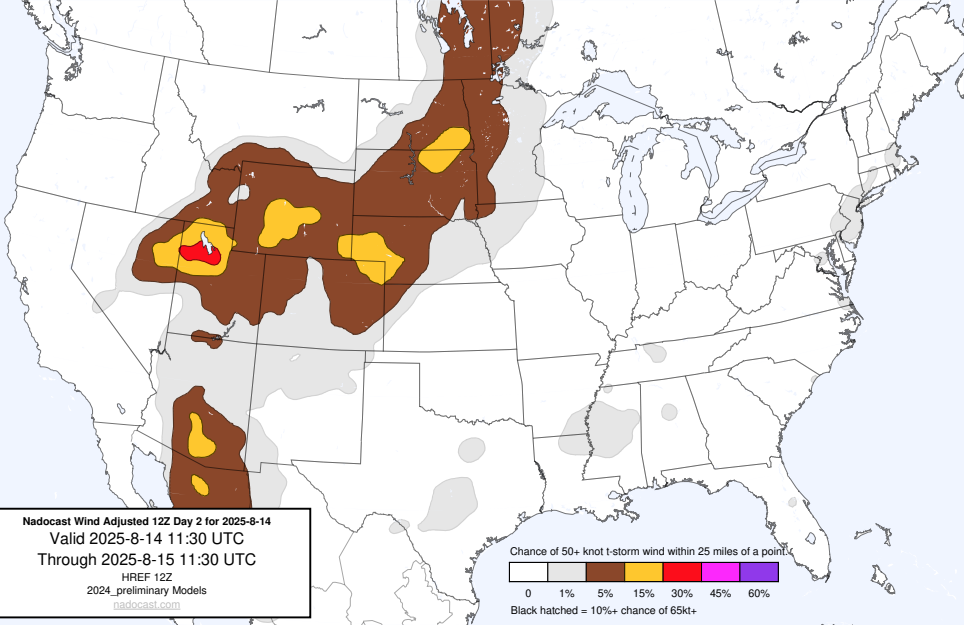 Nadocast Wind Adjusted 12Z Day 2 for 2025-8-14
Valid 2025-8-14 11:30 UTC
Through 2025-8-15 11:30 UTC
HREF 12Z
2024_preliminary Models
nadocast.com
Chance of 50+ knot t-storm wind within 25 miles of a point.
0 1% 5% 15% 30% 45% 60%
Black hatched = 10%+ chance of 65kt+